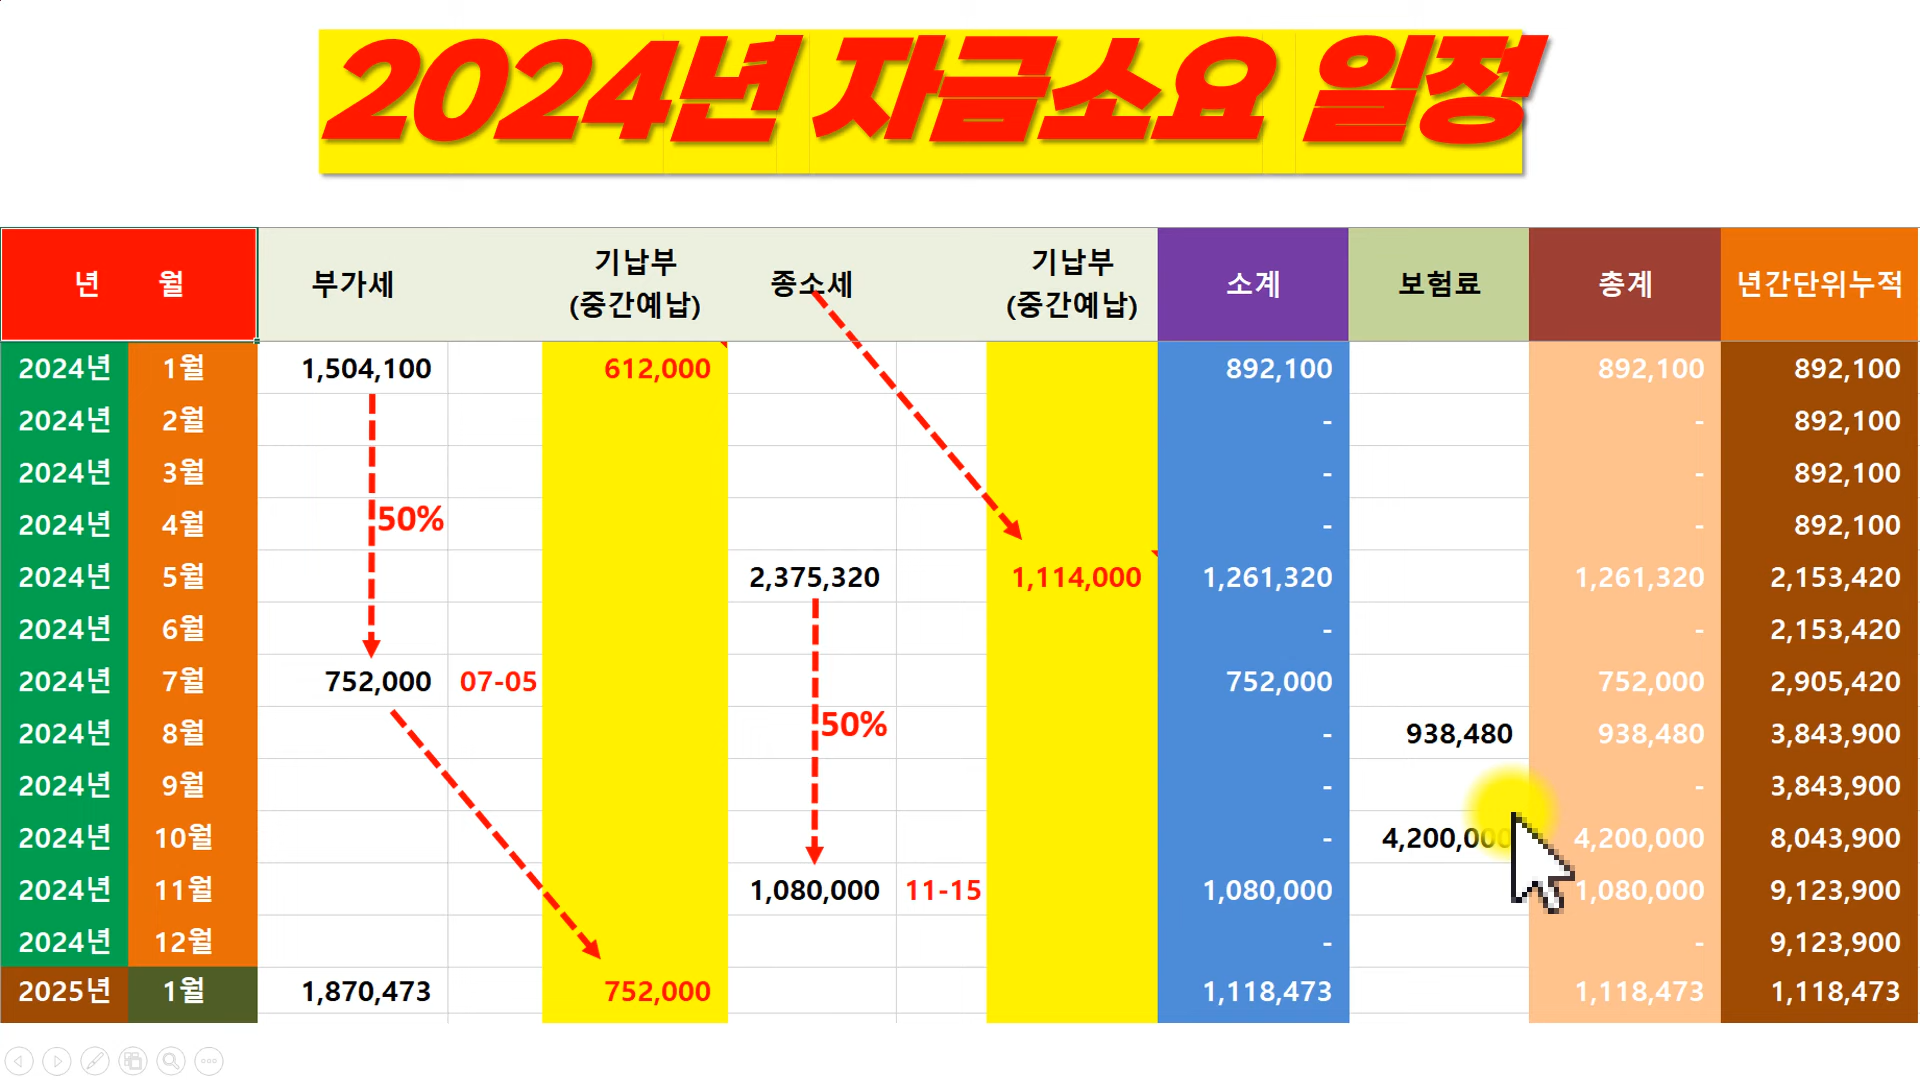 2024년 자금소요 일정
년 월 부가세 기납부 (중간예납) 종소세 기납부 (중간예납) 소계 보험료 총계 년간단위누적
2024년 1월 1,504,100 612,000 892,100 892,100 892,100
2024년 2월 - - 892,100
2024년 3월 - - 892,100
2024년 4월 50% - - 892,100
2024년 5월 2,375,320 1,114,000 1,261,320 1,261,320 2,153,420
2024년 6월 - - 2,153,420
2024년 7월 752,000 07-05 752,000 752,000 2,905,420
2024년 8월 50% - 938,480 938,480 3,843,900
2024년 9월 - - 3,843,900
2024년 10월 - 4,200,000 4,200,000 8,043,900
2024년 11월 1,080,000 11-15 1,080,000 1,080,000 9,123,900
2024년 12월 - - 9,123,900
2025년 1월 1,870,473 752,000 1,118,473 1,118,473 1,118,473